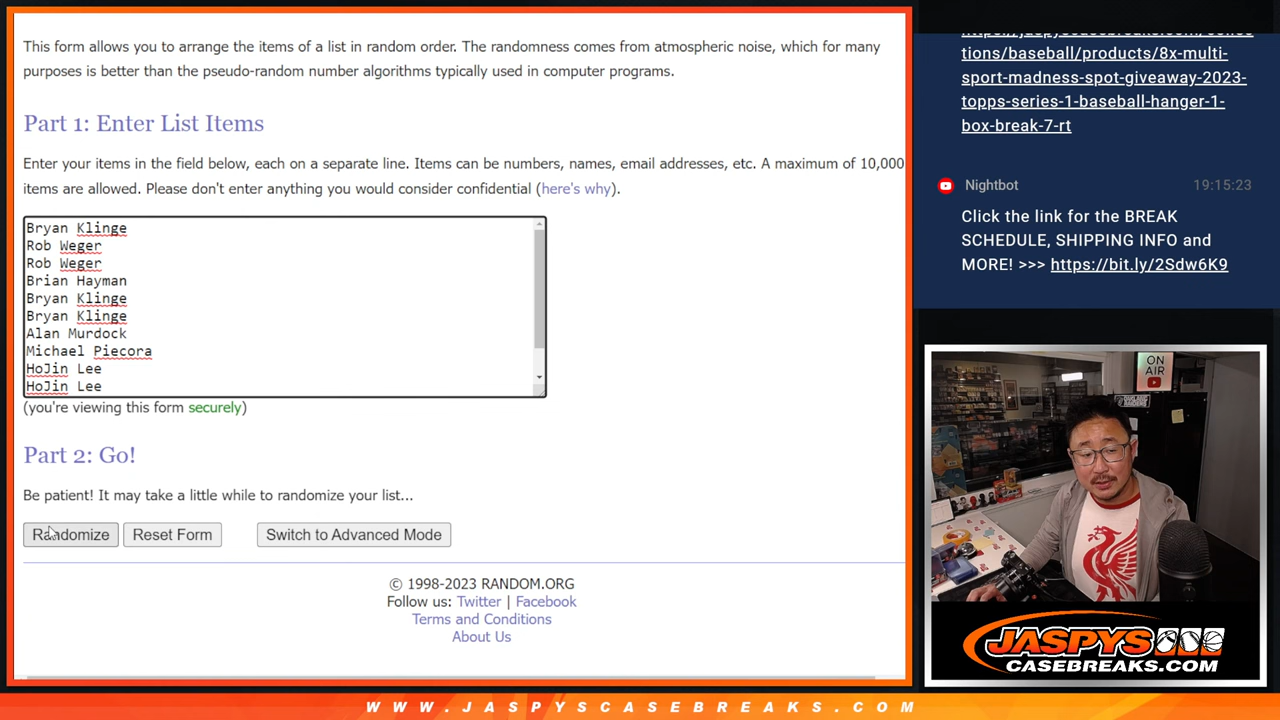 This form allows you to arrange the items of a list in random order. The randomness comes from atmospheric noise, which for many
purposes is better than the pseudo-random number algorithms typically used in computer programs.
Part 1: Enter List Items
Enter your items in the field below, each on a separate line. Items can be numbers, names, email addresses, etc. A maximum of 10,000
items are allowed. Please don't enter anything you would consider confidential (here's why).
Bryan Klinge
Rob Weger
Rob Weger
Brian Hayman
Bryan Klinge
Bryan Klinge
Alan Murdock
Michael Piecora
HoJin Lee
HoJin Lee
(you're viewing this form securely)
Part 2: Go!
Be patient! It may take a little while to randomize your list...
Randomize
Reset Form
Switch to Advanced Mode
© 1998-2023 RANDOM.ORG
Follow us: Twitter | Facebook
Terms and Conditions
About Us
tions/baseball/products/8x-multi-
sport-madness-spot-giveaway-2023-
topps-series-1-baseball-hanger-1-
box-break-7-rt
Nightbot 19:15:23
Click the link for the BREAK
SCHEDULE, SHIPPING INFO and
MORE! >>> https://bit.ly/2Sdw6K9
ON
AIR
JASPYS
CASEBREAKS.COM
WWW.JASPYSCASEBREAKS.COM